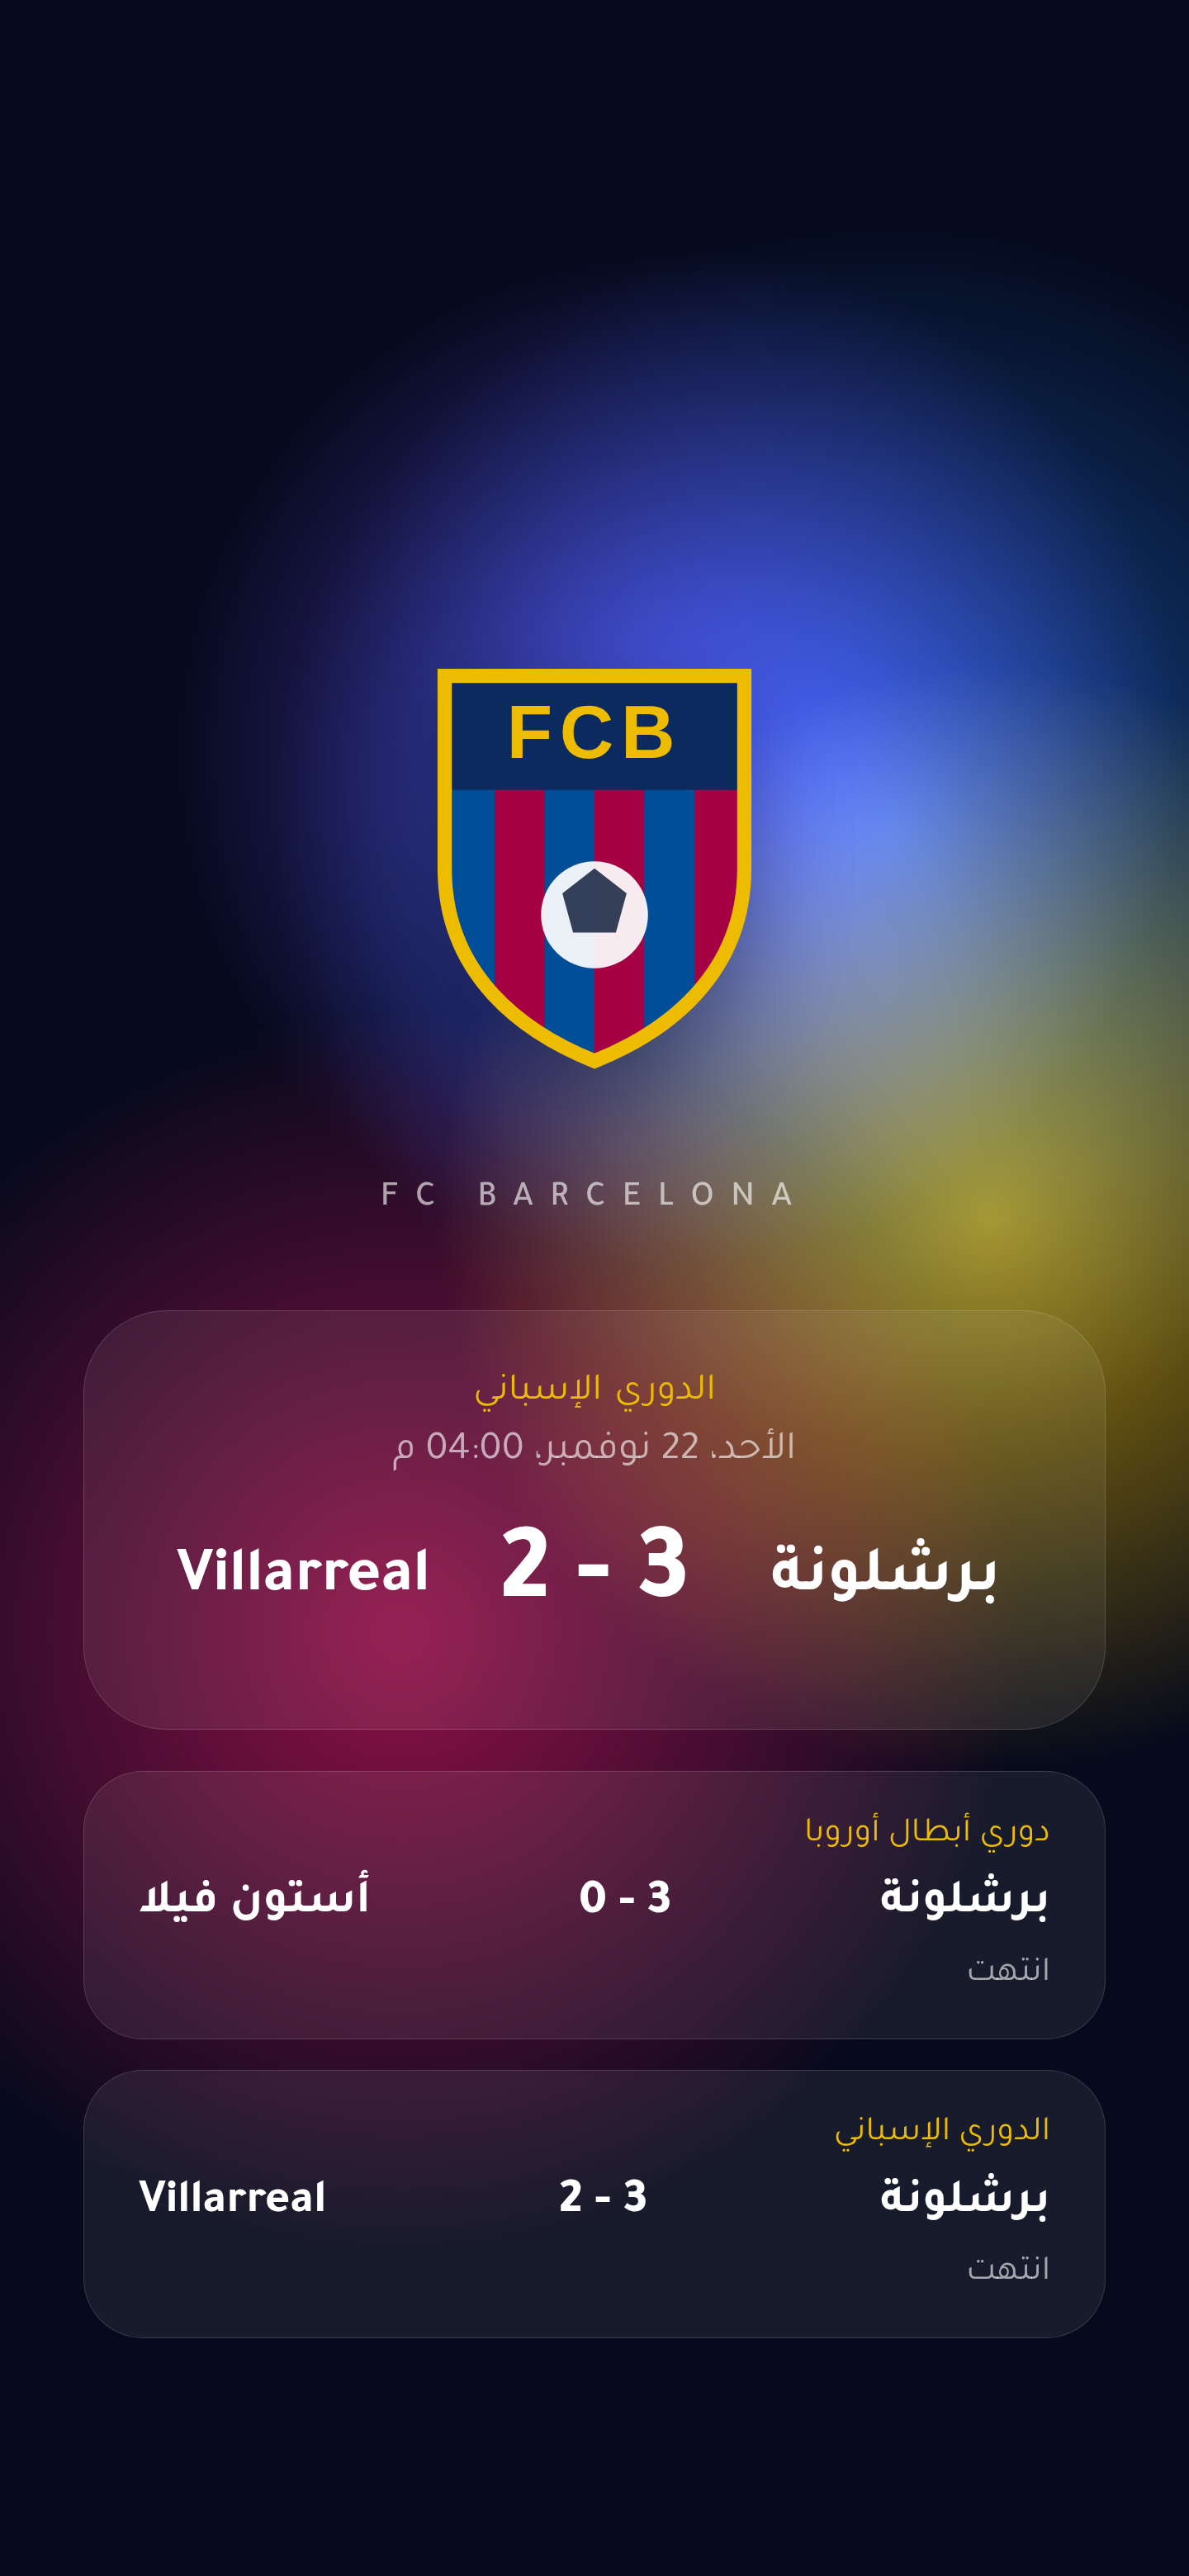 FCB
FC BARCELONA
الدوري الإسباني
الأحد، 22 نوفمبر، 04:00 م
برشلونة 3 - 2 Villarreal
دوري أبطال أوروبا
برشلونة 3 - 0 أستون فيلا
انتهت
الدوري الإسباني
برشلونة 3 - 2 Villarreal
انتهت